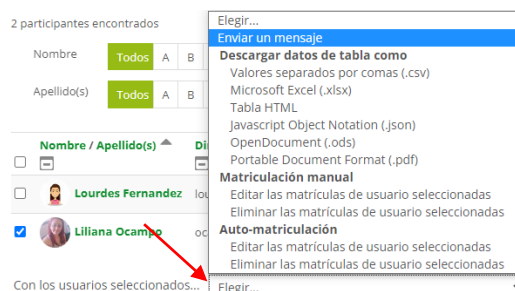 2 participantes encontrados
Nombre Todos A B
Apellido(s) Todos A B
Nombre / Apellido(s) Di
Lourdes Fernandez lou
Liliana Ocampo oc
Con los usuarios seleccionados... Elegir...
Elegir...
Enviar un mensaje
Descargar datos de tabla como
Valores separados por comas (.csv)
Microsoft Excel (.xlsx)
Tabla HTML
Javascript Object Notation (.json)
OpenDocument (.ods)
Portable Document Format (.pdf)
Matriculación manual
Editar las matrículas de usuario seleccionadas
Eliminar las matrículas de usuario seleccionadas
Auto-matriculación
Editar las matrículas de usuario seleccionadas
Eliminar las matrículas de usuario seleccionadas